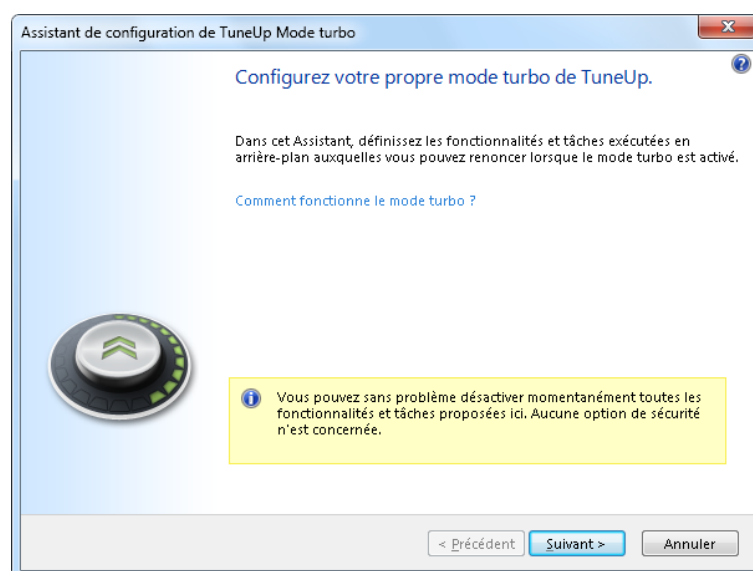 Assistant de configuration de TuneUp Mode turbo
Configurez votre propre mode turbo de TuneUp.
Dans cet Assistant, définissez les fonctionnalités et tâches exécutées en
arrière-plan auxquelles vous pouvez renoncer lorsque le mode turbo est activé.
Comment fonctionne le mode turbo ?
Vous pouvez sans problème désactiver momentanément toutes les
fonctionnalités et tâches proposées ici. Aucune option de sécurité
n'est concernée.
< Précédent Suivant > Annuler